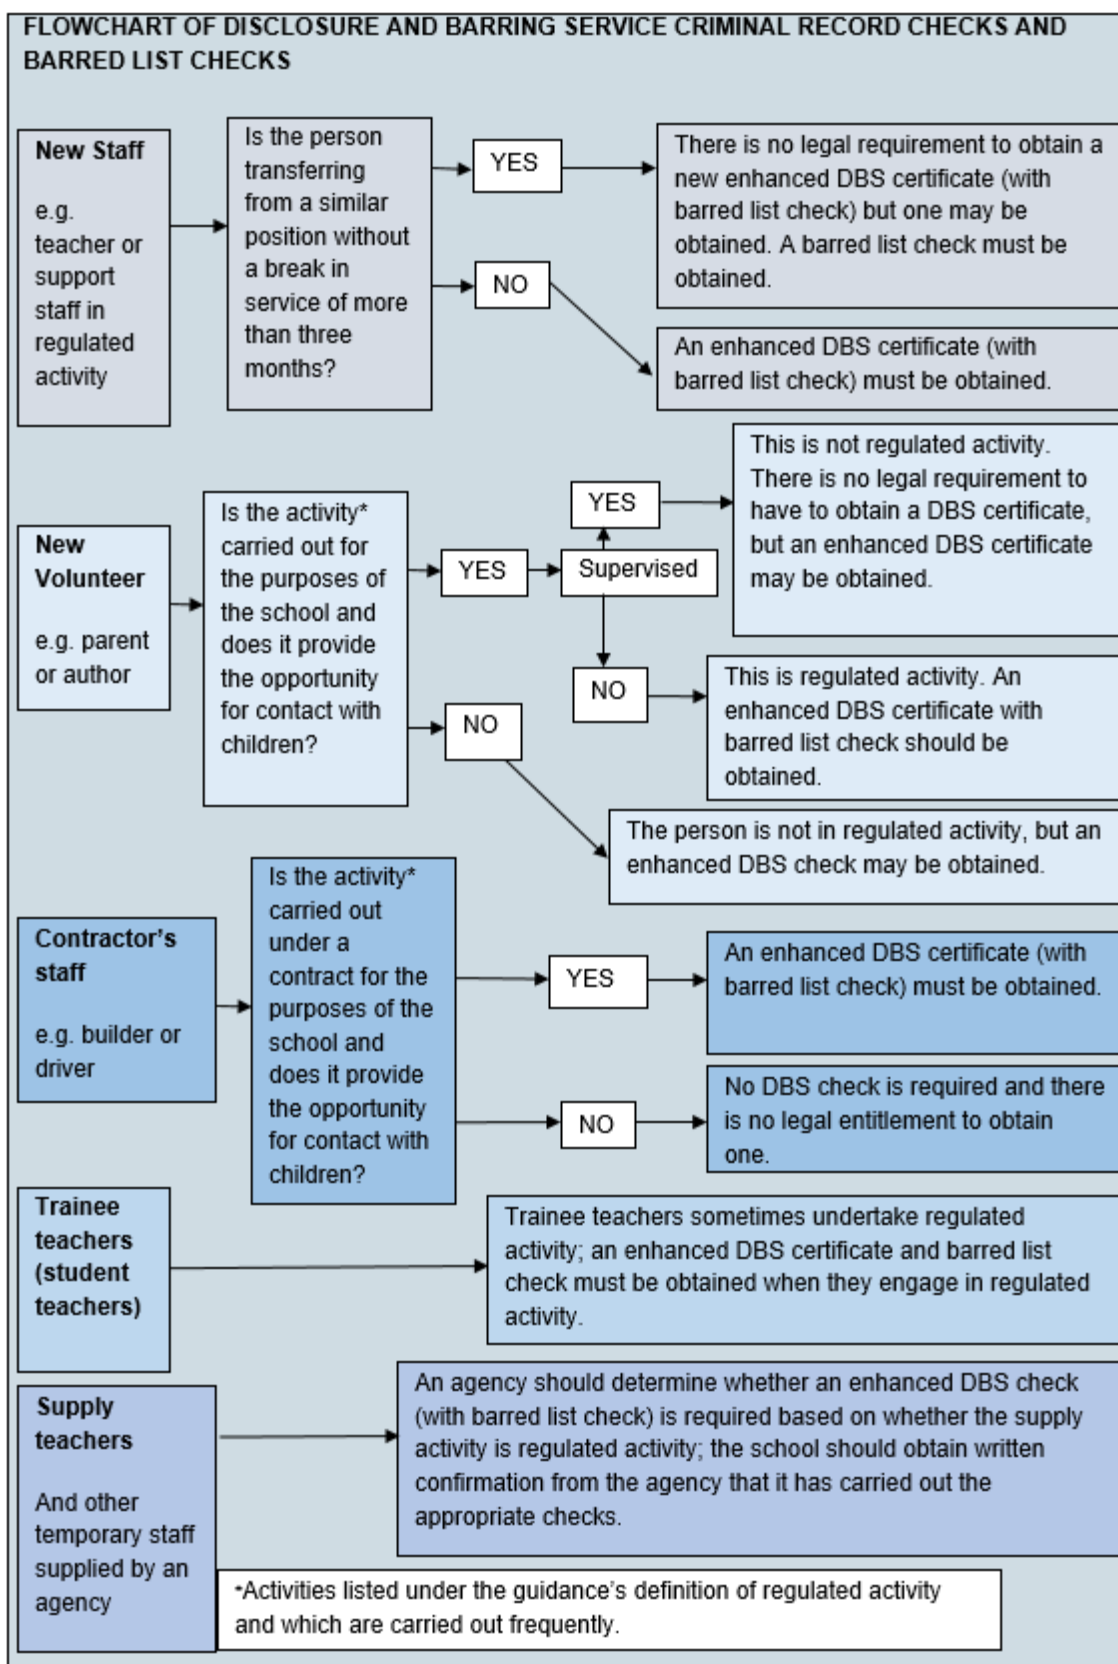 FLOWCHART OF DISCLOSURE AND BARRING SERVICE CRIMINAL RECORD CHECKS AND
BARRED LIST CHECKS
New Staff
e.g.
teacher or
support
staff in
regulated
activity
Is the person
transferring
from a similar
position without
a break in
service of more
than three
months?
YES
There is no legal requirement to obtain a
new enhanced DBS certificate (with
barred list check) but one may be
obtained. A barred list check must be
obtained.
NO
An enhanced DBS certificate (with
barred list check) must be obtained.
New
Volunteer
e.g. parent
or author
Is the activity*
carried out for
the purposes of
the school and
does it provide
the opportunity
for contact with
children?
YES
Supervised
YES
This is not regulated activity.
There is no legal requirement to
have to obtain a DBS certificate,
but an enhanced DBS certificate
may be obtained.
NO
This is regulated activity. An
enhanced DBS certificate with
barred list check should be
obtained.
NO
The person is not in regulated activity, but an
enhanced DBS check may be obtained.
Contractor's
staff
e.g. builder or
driver
Is the activity*
carried out
under a
contract for the
purposes of the
school and
does it provide
the opportunity
for contact with
children?
YES
An enhanced DBS certificate (with
barred list check) must be obtained.
NO
No DBS check is required and there
is no legal entitlement to obtain
one.
Trainee
teachers
(student
teachers)
Trainee teachers sometimes undertake regulated
activity; an enhanced DBS certificate and barred list
check must be obtained when they engage in regulated
activity.
Supply
teachers
And other
temporary staff
supplied by an
agency
An agency should determine whether an enhanced DBS check
(with barred list check) is required based on whether the supply
activity is regulated activity; the school should obtain written
confirmation from the agency that it has carried out the
appropriate checks.
*Activities listed under the guidance's definition of regulated activity
and which are carried out frequently.